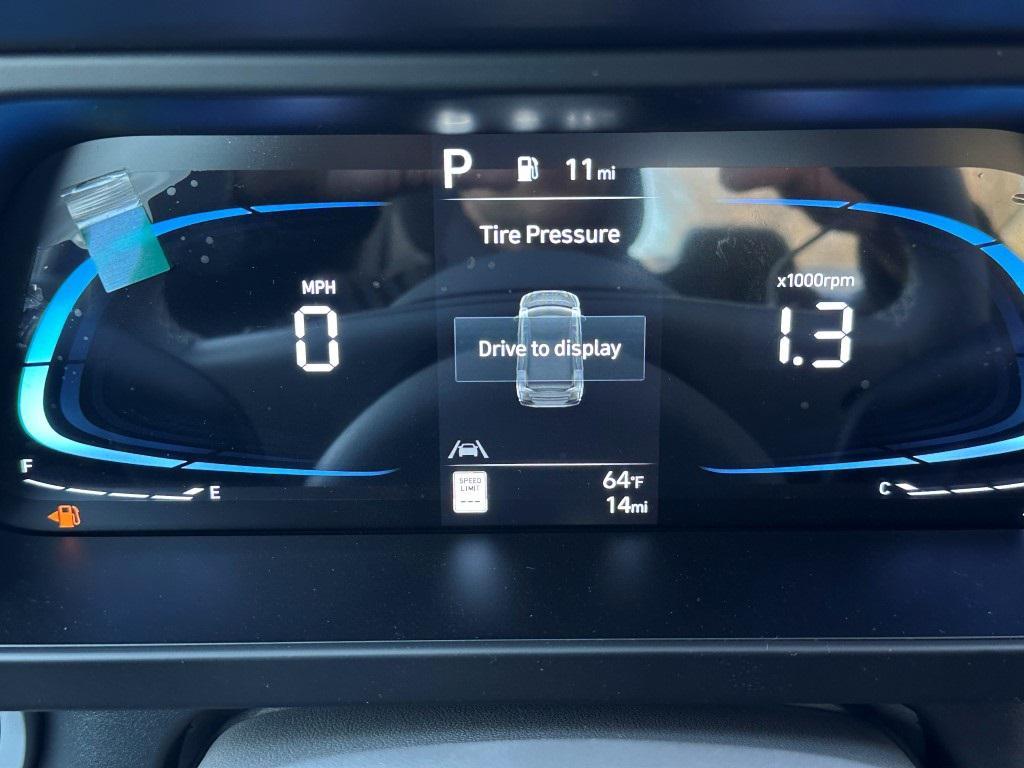 P 11 mi
Tire Pressure
MPH
0
x1000rpm
1.3
Drive to display
F
E
SPEED
LIMIT
---
64°F
14mi
C